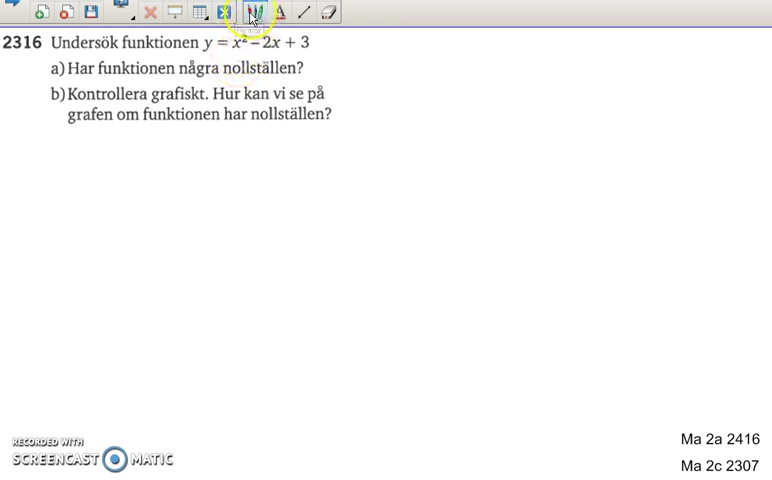 2316 Undersök funktionen y = x² – 2x + 3
a) Har funktionen några nollställen?
b) Kontrollera grafiskt. Hur kan vi se på
grafen om funktionen har nollställen?
RECORDED WITH
SCREENCAST MATIC
Ma 2a 2416
Ma 2c 2307